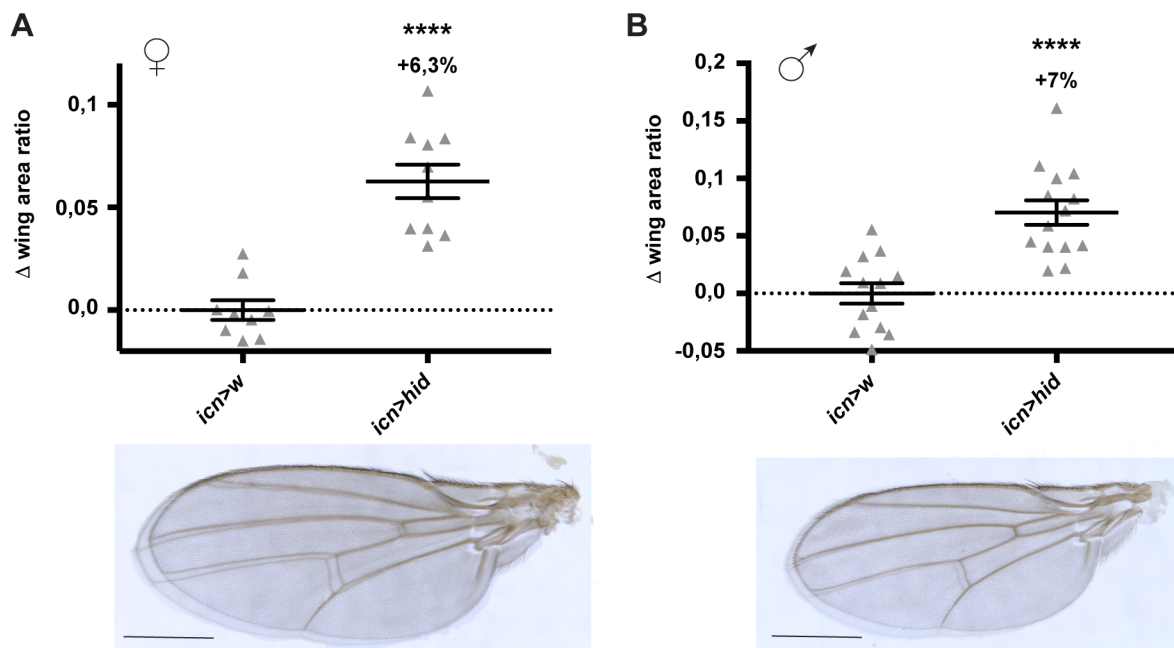 A
♀
****
+6,3%
Δ wing area ratio
0,1
0,05
0,0
icn>w
icn>hid
B
♂
****
+7%
Δ wing area ratio
0,2
0,15
0,1
0,05
0,0
-0,05
icn>w
icn>hid